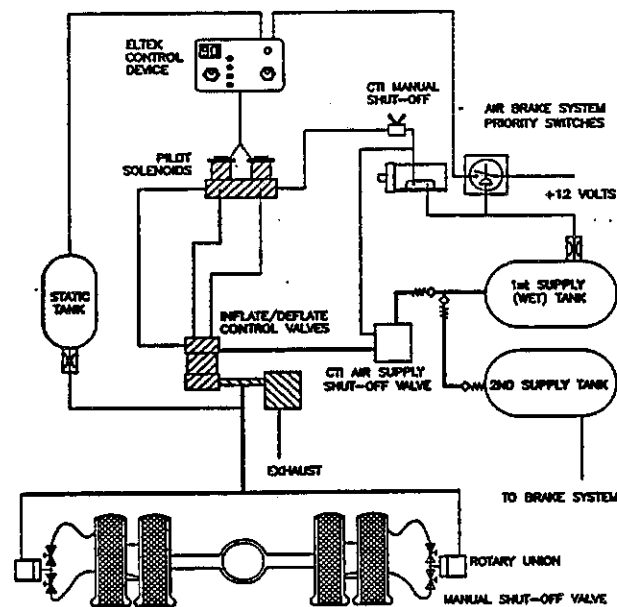 ELTEK
CONTROL
DEVICE
CTI MANUAL
SHUT-OFF
AIR BRAKE SYSTEM
PRIORITY SWITCHES
PILOT
SOLENOIDS
+12 VOLTS
STATIC
TANK
1st SUPPLY
(WET) TANK
INFLATE/DEFLATE
CONTROL VALVES
CTI AIR SUPPLY
SHUT-OFF VALVE
2ND SUPPLY TANK
EXHAUST
TO BRAKE SYSTEM
ROTARY UNION
MANUAL SHUT-OFF VALVE